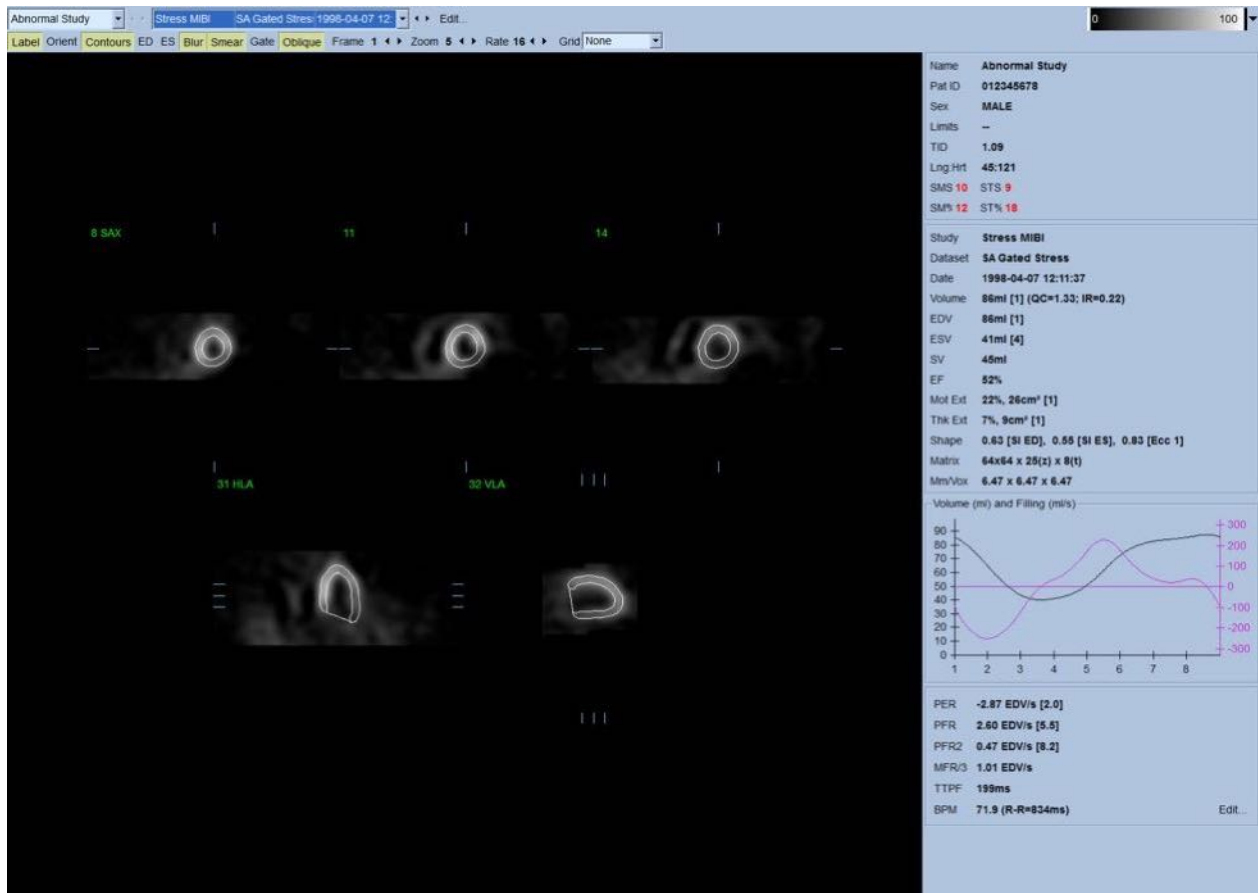 Abnormal Study Stress MIBI SA Gated Stres 1998-04-07 12: Edit...
0 100
Label Orient Contours ED ES Blur Smear Gate Oblique Frame 1 Zoom 5 Rate 16 Grid None
Name Abnormal Study
Pat ID 012345678
Sex MALE
Limits --
TID 1.09
Lng:Hrt 45:121
SMS 10 STS 9
SM% 12 ST% 18
8 SAX 11 14
Study Stress MIBI
Dataset SA Gated Stress
Date 1998-04-07 12:11:37
Volume 86ml [1] (QC=1.33; IR=0.22)
EDV 86ml [1]
ESV 41ml [4]
SV 45ml
EF 52%
Mot Ext 22%, 26cm² [1]
Thk Ext 7%, 9cm² [1]
Shape 0.63 [SI ED], 0.55 [SI ES], 0.83 [Ecc 1]
Matrix 64x64 x 25(z) x 8(t)
Mm/Vox 6.47 x 6.47 x 6.47
31 HLA 32 VLA
Volume (ml) and Filling (ml/s)
90 300
80 200
70 100
60
50 0
40
30 -100
20 -200
10 -300
0
1 2 3 4 5 6 7 8
PER -2.87 EDV/s [2.0]
PFR 2.60 EDV/s [5.5]
PFR2 0.47 EDV/s [8.2]
MFR/3 1.01 EDV/s
TTPF 199ms
BPM 71.9 (R-R=834ms) Edit...